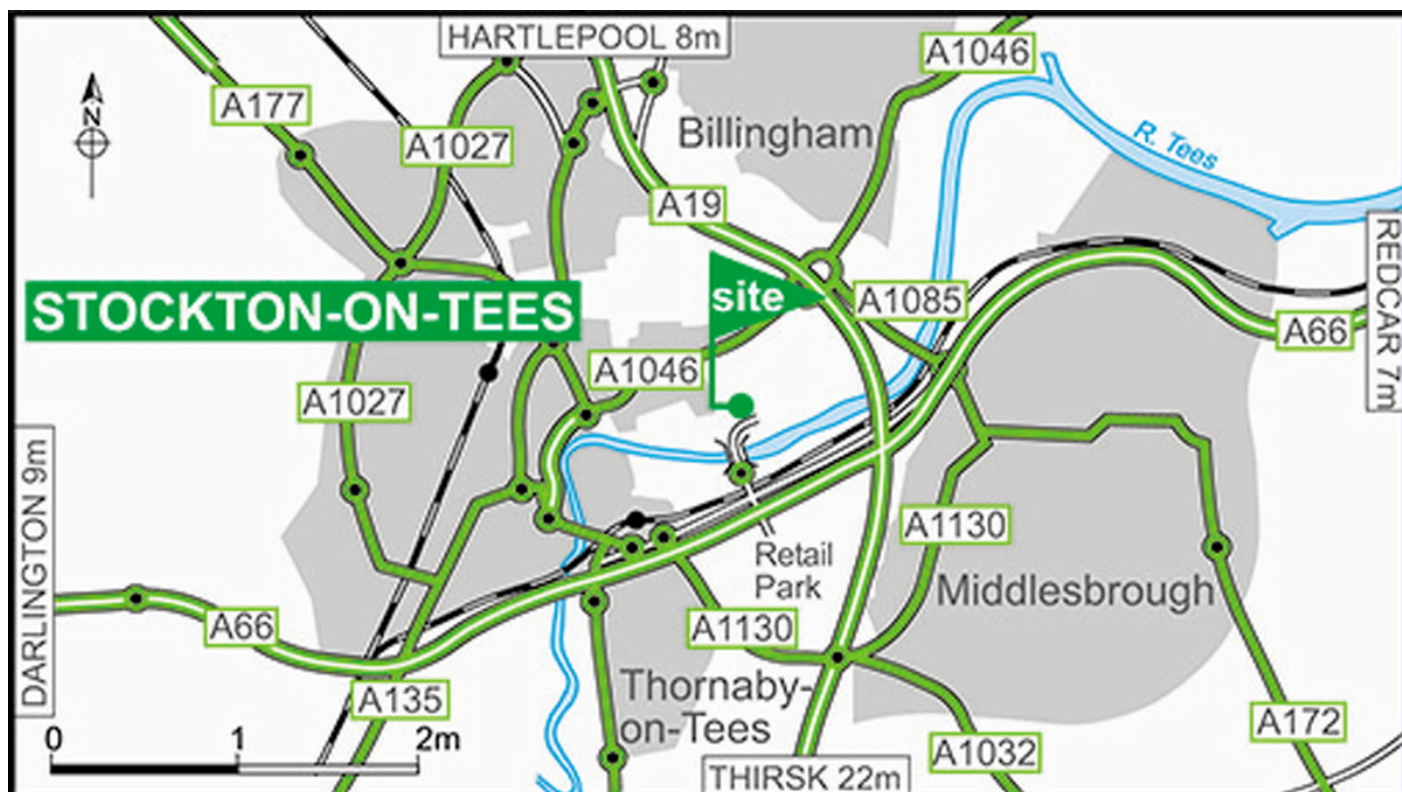 HARTLEPOOL 8m
A1046
A177
N
A1027
Billingham
R. Tees
A19
REDCAR 7m
STOCKTON-ON-TEES
site
A1085
A66
A1046
A1027
DARLINGTON 9m
A1130
Retail
Park
Middlesbrough
A66
A1130
A135
Thornaby-
on-Tees
A172
0 1 2m
A1032
THIRSK 22m